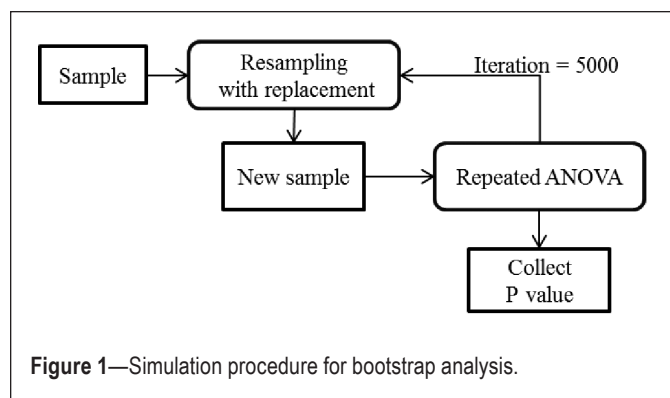 Sample
Resampling
with replacement
Iteration = 5000
New sample
Repeated ANOVA
Collect
P value
Figure 1—Simulation procedure for bootstrap analysis.